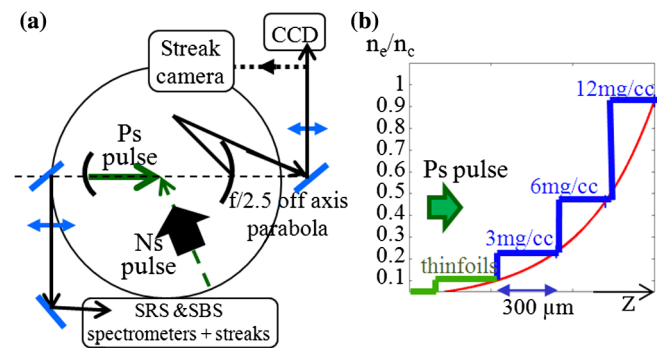 (a)
CCD
Streak
camera
Ps
pulse
f/2.5 off axis
parabola
Ns
pulse
SRS &SBS
spectrometers + streaks
(b)
ne/nc
1
0.9
0.8
0.7
0.6
0.5
0.4
0.3
0.2
0.1
12mg/cc
Ps pulse
6mg/cc
3mg/cc
thinfoils
300 µm
Z